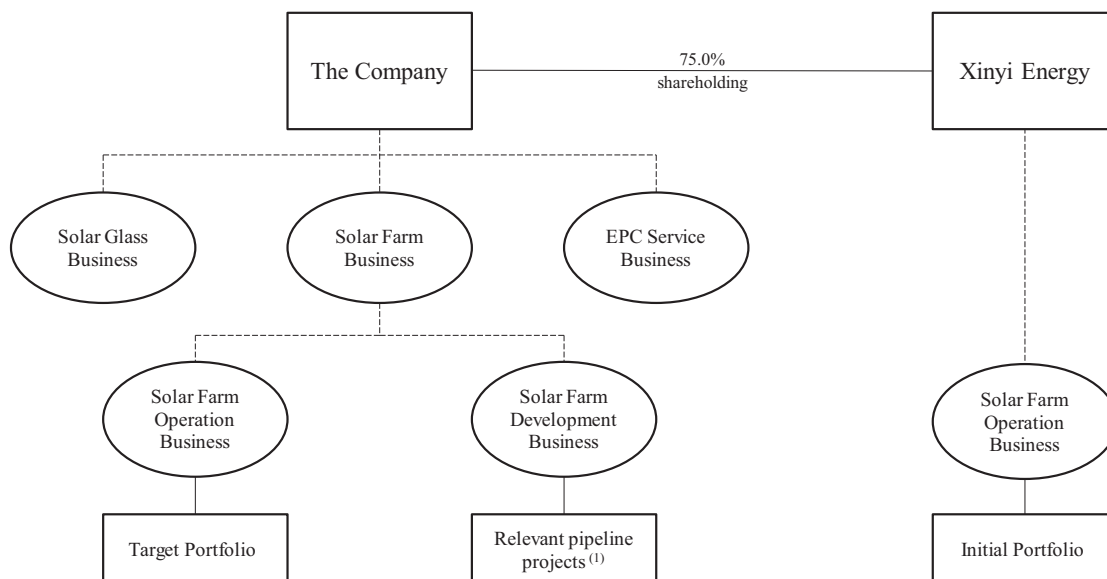 The Company
75.0%
shareholding
Xinyi Energy
Solar Glass
Business
Solar Farm
Business
EPC Service
Business
Solar Farm
Operation
Business
Solar Farm
Development
Business
Solar Farm
Operation
Business
Target Portfolio
Relevant pipeline
projects (1)
Initial Portfolio